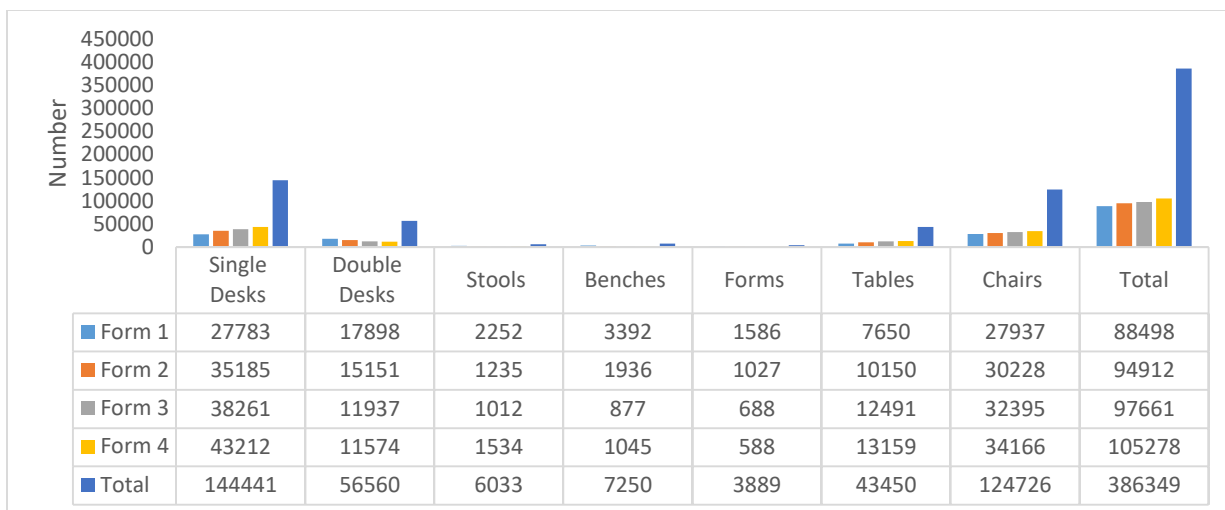 450000
400000
350000
300000
250000
200000
150000
100000
50000
0
Number
Single Desks Double Desks Stools Benches Forms Tables Chairs Total
Form 1 27783 17898 2252 3392 1586 7650 27937 88498
Form 2 35185 15151 1235 1936 1027 10150 30228 94912
Form 3 38261 11937 1012 877 688 12491 32395 97661
Form 4 43212 11574 1534 1045 588 13159 34166 105278
Total 144441 56560 6033 7250 3889 43450 124726 386349